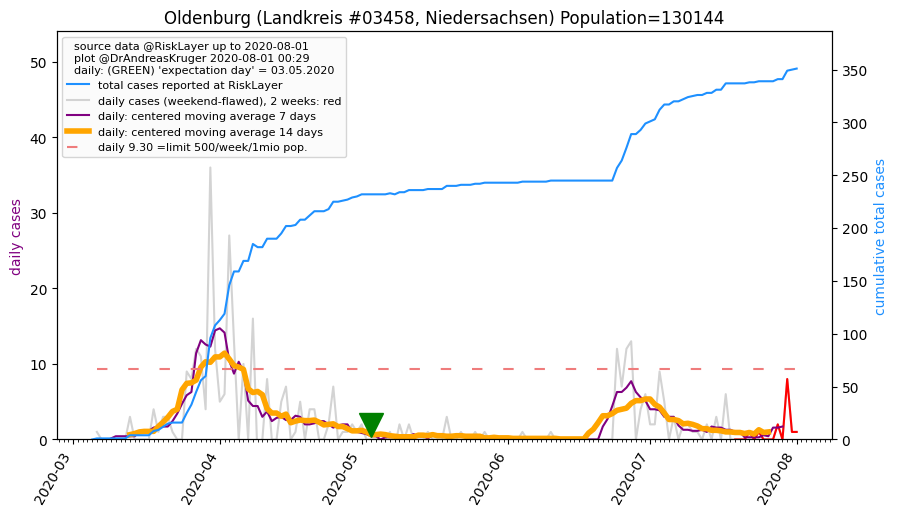 Oldenburg (Landkreis #03458, Niedersachsen) Population=130144
source data @RiskLayer up to 2020-08-01
plot @DrAndreasKruger 2020-08-01 00:29
daily: (GREEN) 'expectation day' = 03.05.2020
total cases reported at RiskLayer
daily cases (weekend-flawed), 2 weeks: red
daily: centered moving average 7 days
daily: centered moving average 14 days
daily 9.30 =limit 500/week/1mio pop.
daily cases
50
40
30
20
10
0
cumulative total cases
350
300
250
200
150
100
50
0
2020-03
2020-04
2020-05
2020-06
2020-07
2020-08